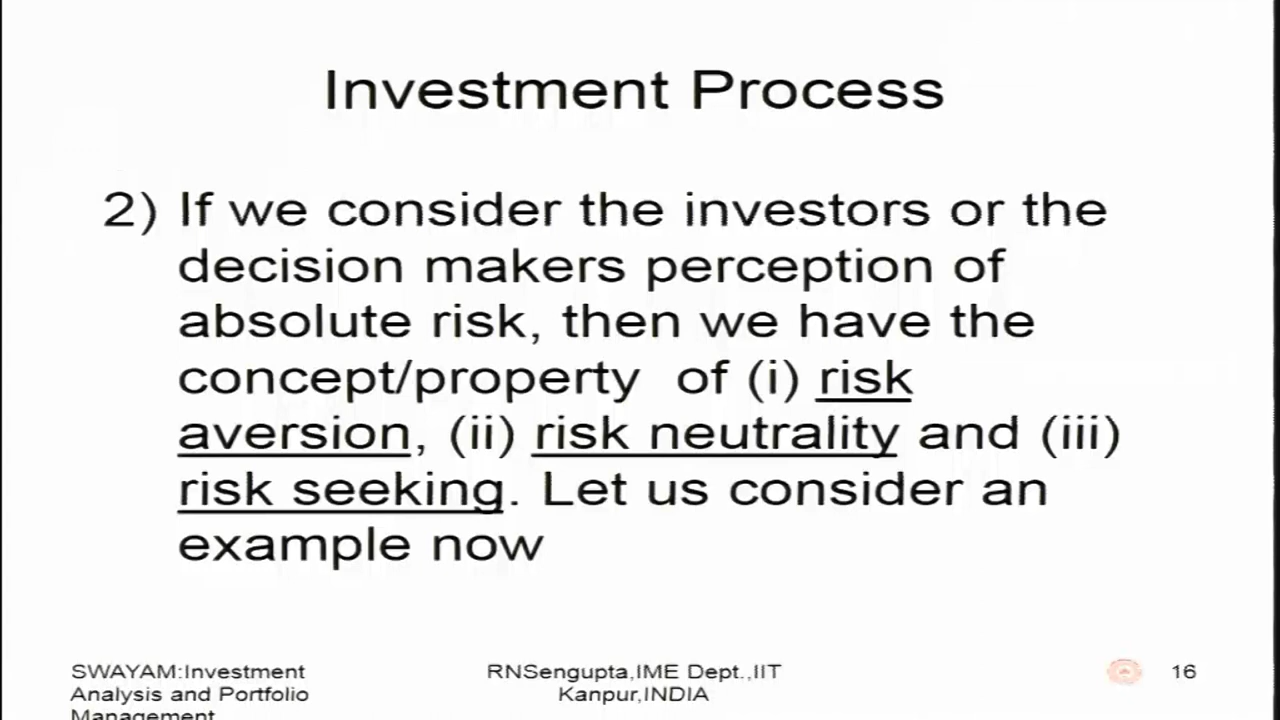 Investment Process
2) If we consider the investors or the
decision makers perception of
absolute risk, then we have the
concept/property of (i) risk
aversion, (ii) risk neutrality and (iii)
risk seeking. Let us consider an
example now
SWAYAM:Investment
Analysis and Portfolio
Management
RNSengupta,IME Dept.,IIT
Kanpur,INDIA
16